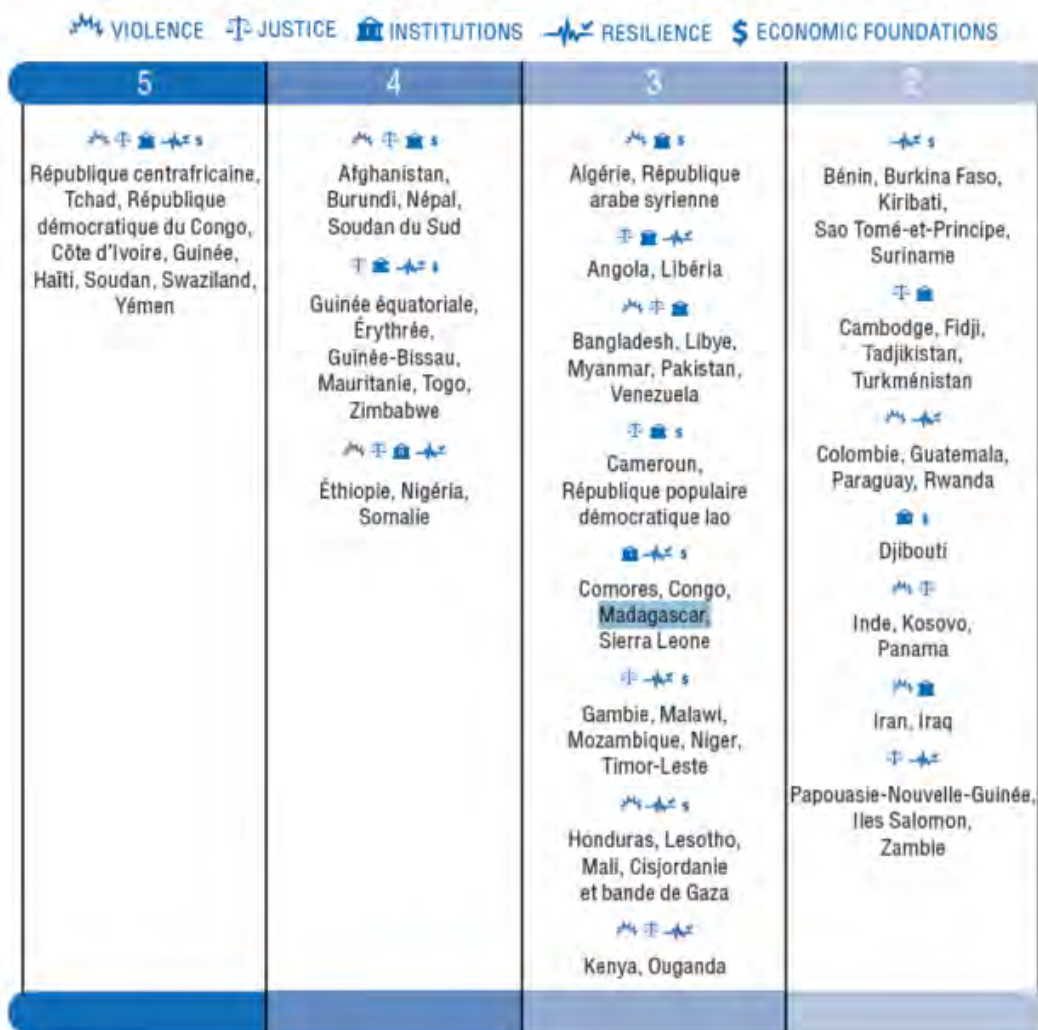 VIOLENCE JUSTICE INSTITUTIONS RESILIENCE $ ECONOMIC FOUNDATIONS
5
$
République centrafricaine,
Tchad, République
démocratique du Congo,
Côte d'Ivoire, Guinée,
Haïti, Soudan, Swaziland,
Yémen
4
$
Afghanistan,
Burundi, Népal,
Soudan du Sud
$
Guinée équatoriale,
Érythrée,
Guinée-Bissau,
Mauritanie, Togo,
Zimbabwe
Éthiopie, Nigéria,
Somalie
3
$
Algérie, République
arabe syrienne
Angola, Libéria
Bangladesh, Libye,
Myanmar, Pakistan,
Venezuela
$
Cameroun,
République populaire
démocratique lao
$
Comores, Congo,
Madagascar,
Sierra Leone
$
Gambie, Malawi,
Mozambique, Niger,
Timor-Leste
$
Honduras, Lesotho,
Mali, Cisjordanie
et bande de Gaza
Kenya, Ouganda
2
$
Bénin, Burkina Faso,
Kiribati,
Sao Tomé-et-Principe,
Suriname
Cambodge, Fidji,
Tadjikistan,
Turkménistan
Colombie, Guatemala,
Paraguay, Rwanda
$
Djibouti
Inde, Kosovo,
Panama
Iran, Iraq
Papouasie-Nouvelle-Guinée,
Iles Salomon,
Zambie